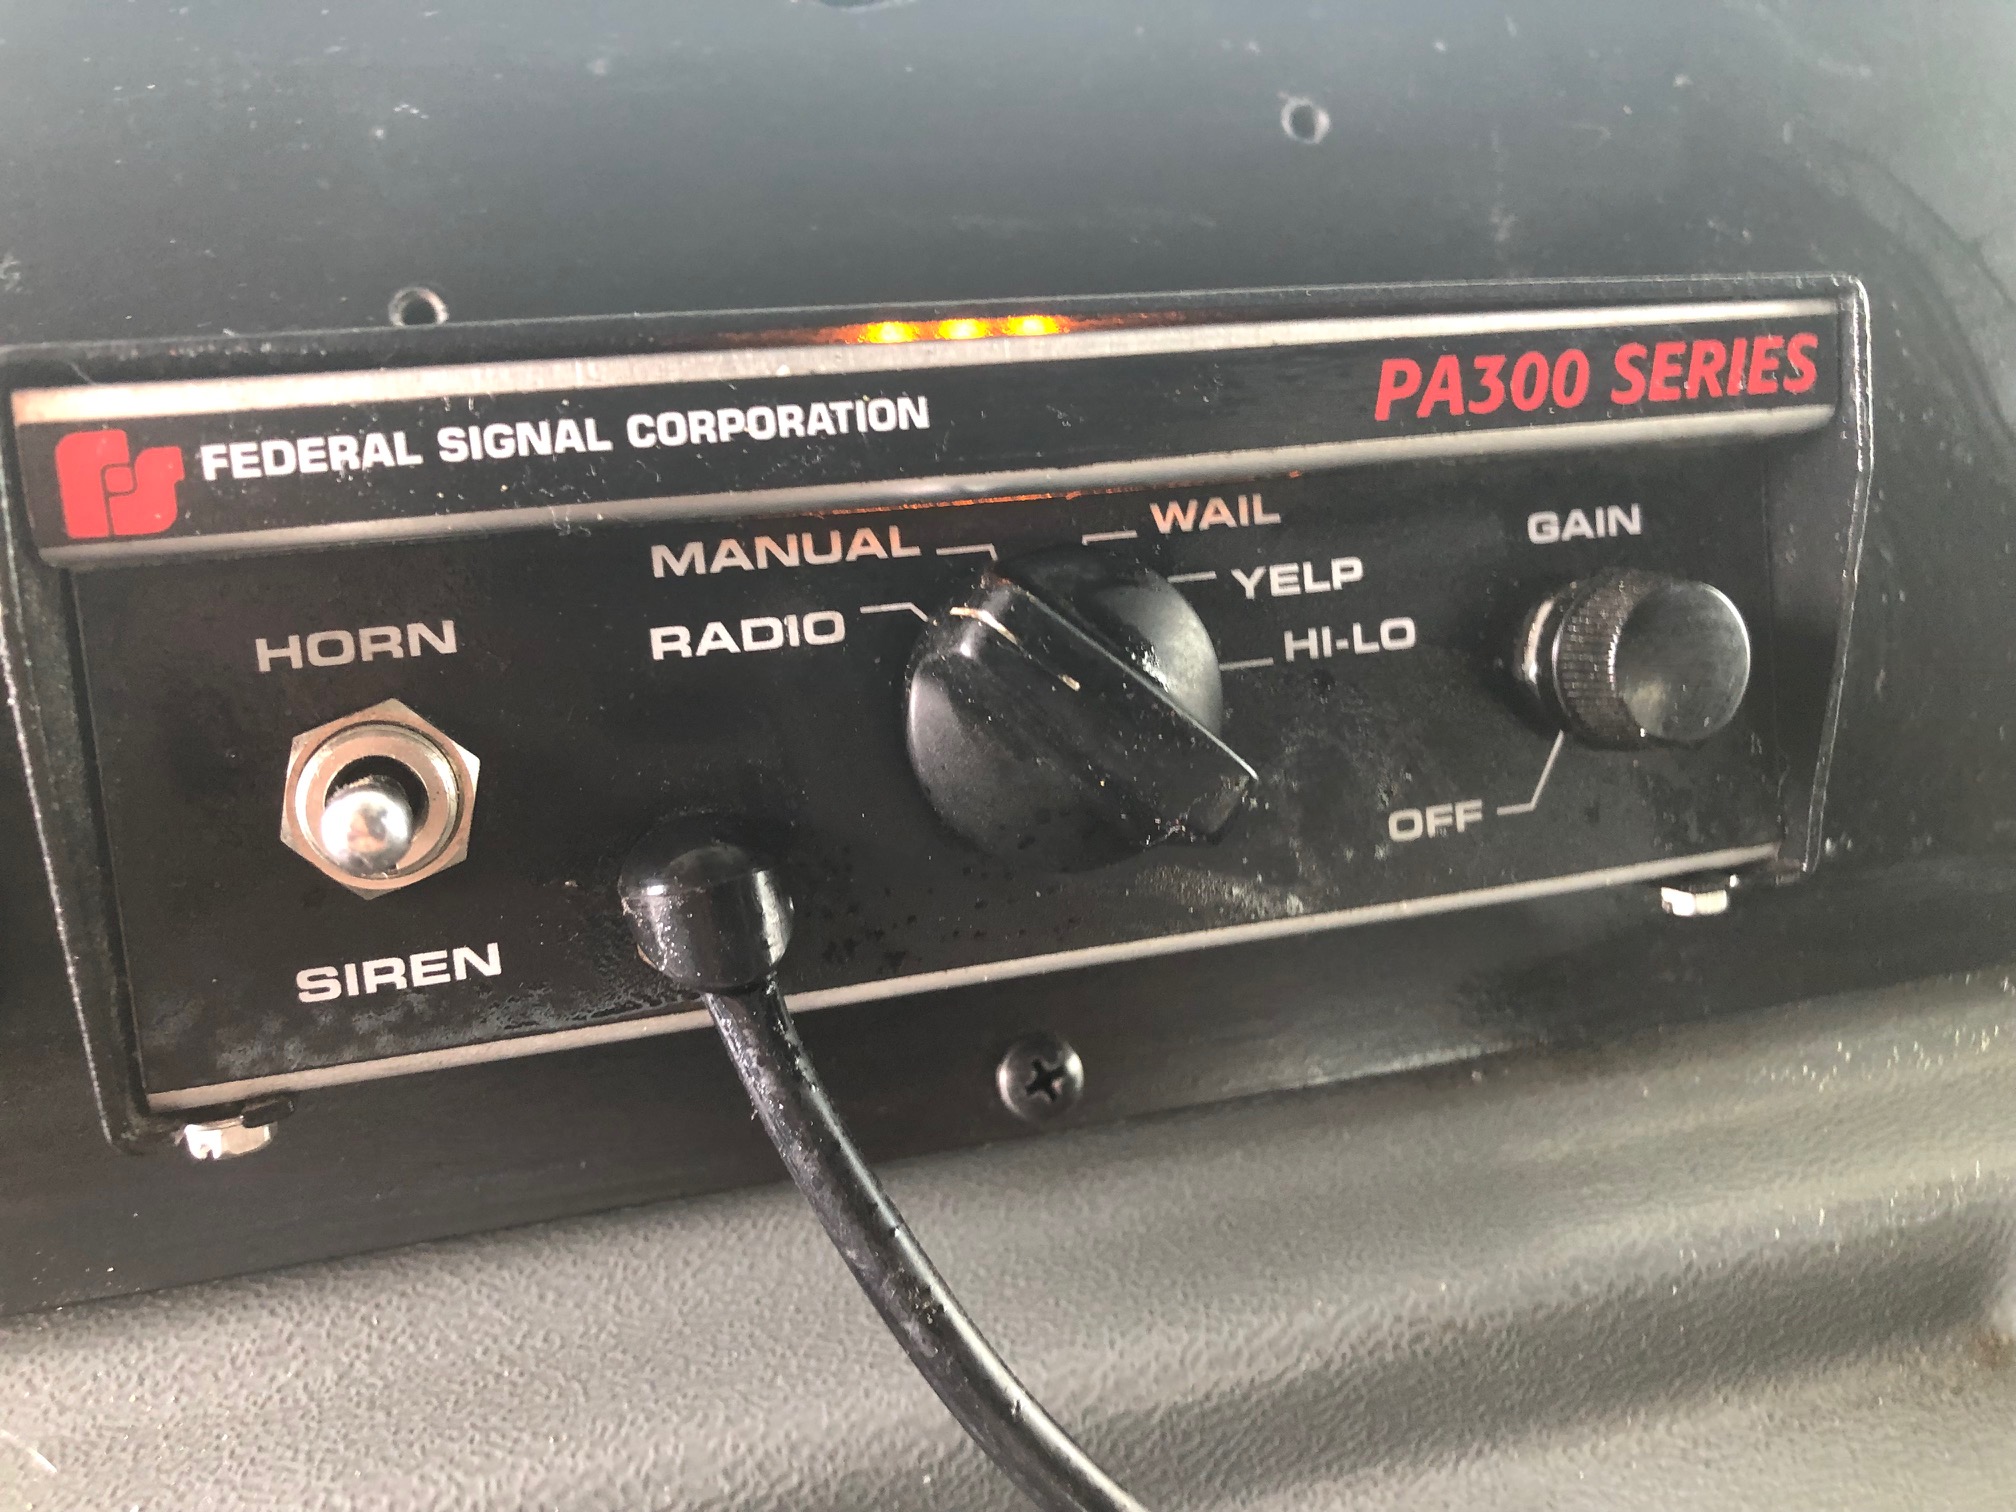 FEDERAL SIGNAL CORPORATION
PA300 SERIES
MANUAL
WAIL
GAIN
RADIO
YELP
HORN
HI-LO
OFF
SIREN